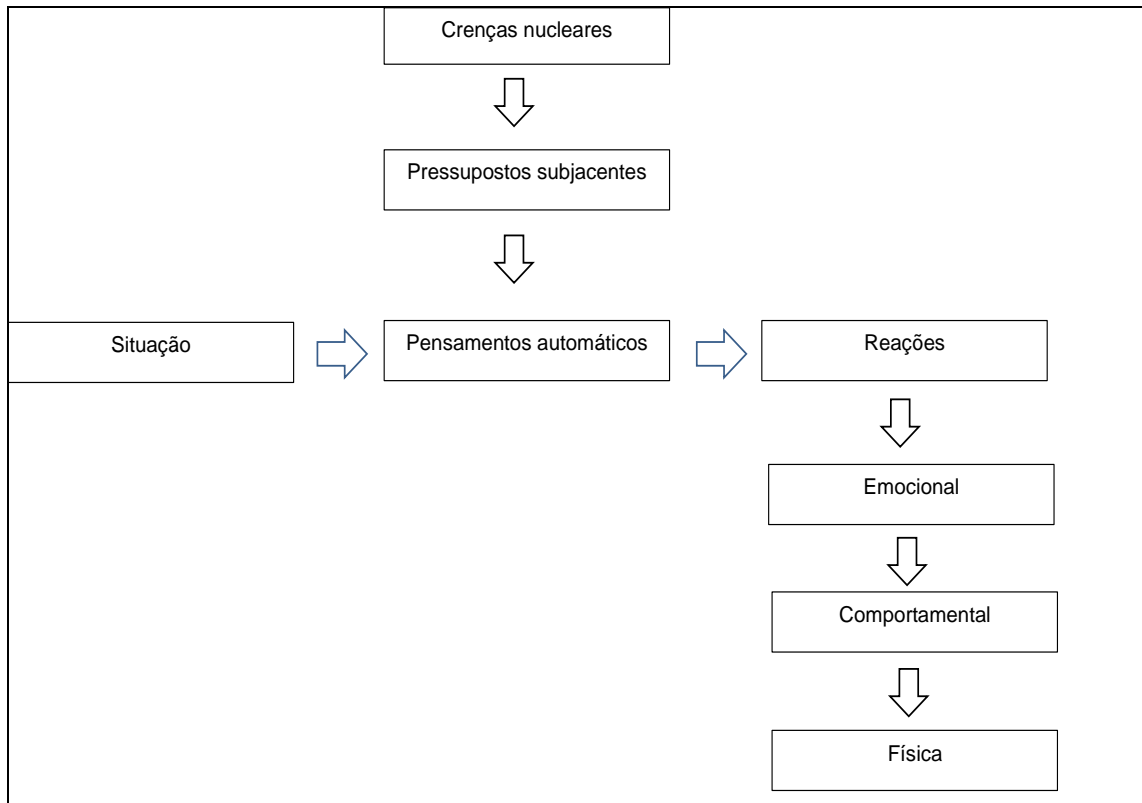 Crenças nucleares
Pressupostos subjacentes
Situação
Pensamentos automáticos
Reações
Emocional
Comportamental
Física